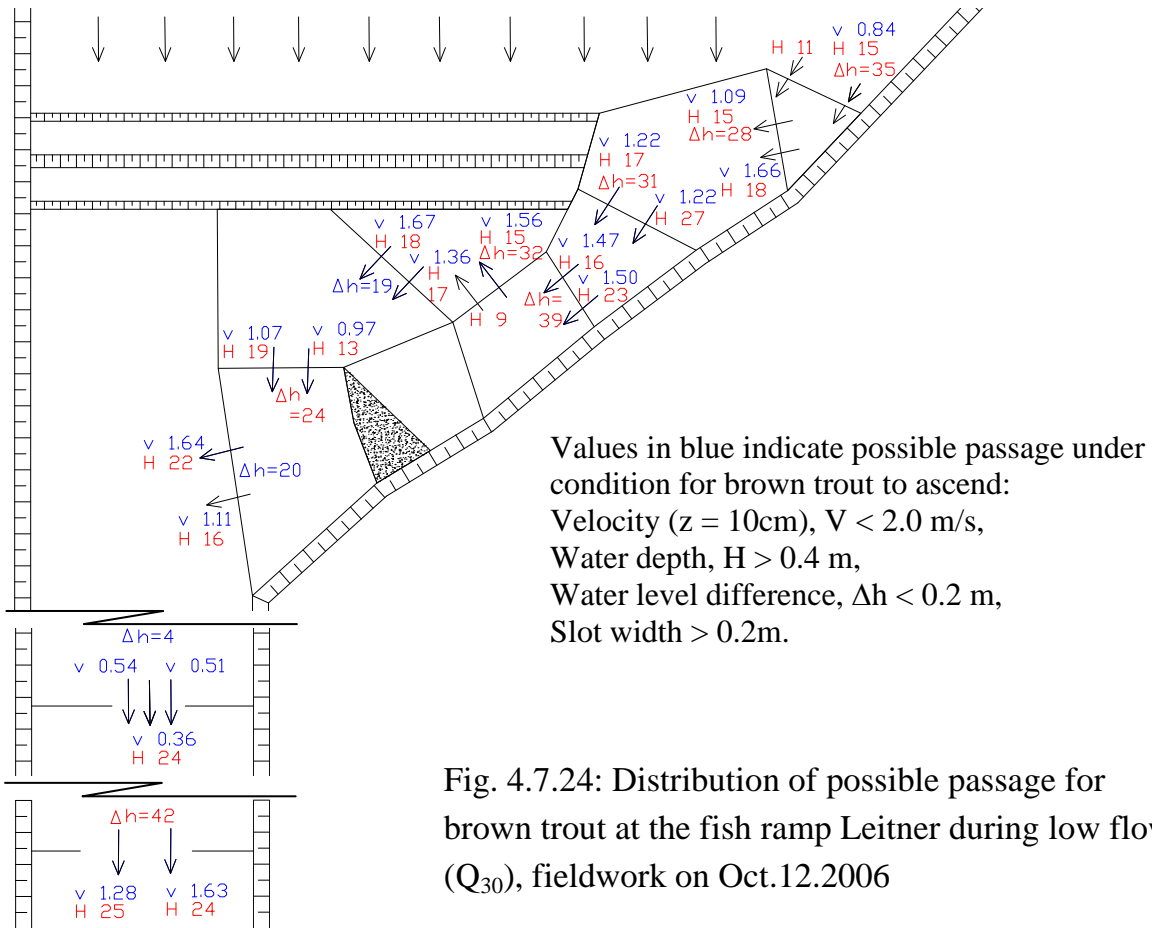 v 0.84
H 11
H 15
Δh=35
v 1.09
H 15
Δh=28
v 1.22
H 17
Δh=31
v 1.66
H 18
v 1.22
H 27
v 1.67
H 18
v 1.56
H 15
Δh=32
v 1.36
H
17
Δh=19
v 1.47
H 16
v 1.50
H 23
Δh=
39
H 9
v 1.07
H 19
v 0.97
H 13
Δh
=24
v 1.64
H 22
Δh=20
v 1.11
H 16
Values in blue indicate possible passage under
condition for brown trout to ascend:
Velocity (z = 10cm), V < 2.0 m/s,
Water depth, H > 0.4 m,
Water level difference, Δh < 0.2 m,
Slot width > 0.2m.
Δh=4
v 0.54 v 0.51
v 0.36
H 24
Δh=42
v 1.28
H 25
v 1.63
H 24
Fig. 4.7.24: Distribution of possible passage for
brown trout at the fish ramp Leitner during low flow
(Q30), fieldwork on Oct.12.2006